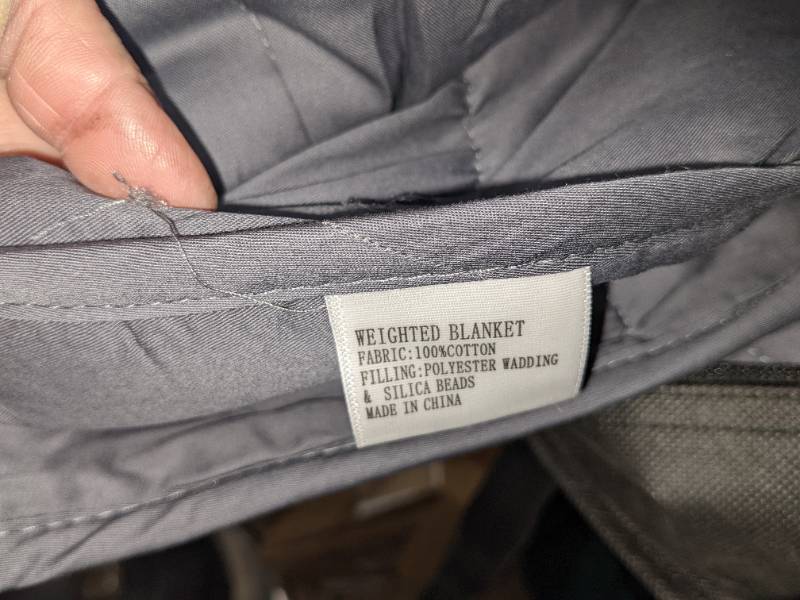 WEIGHTED BLANKET
FABRIC:100%COTTON
FILLING:POLYESTER WADDING
& SILICA BEADS
MADE IN CHINA